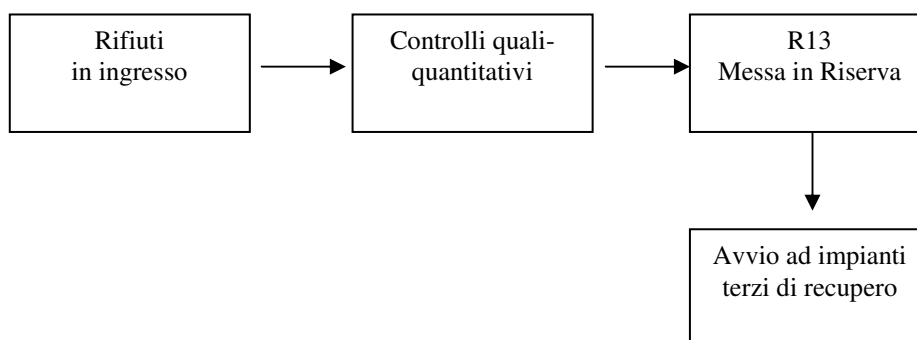 Rifiuti
in ingresso
Controlli quali-
quantitativi
R13
Messa in Riserva
Avvio ad impianti
terzi di recupero